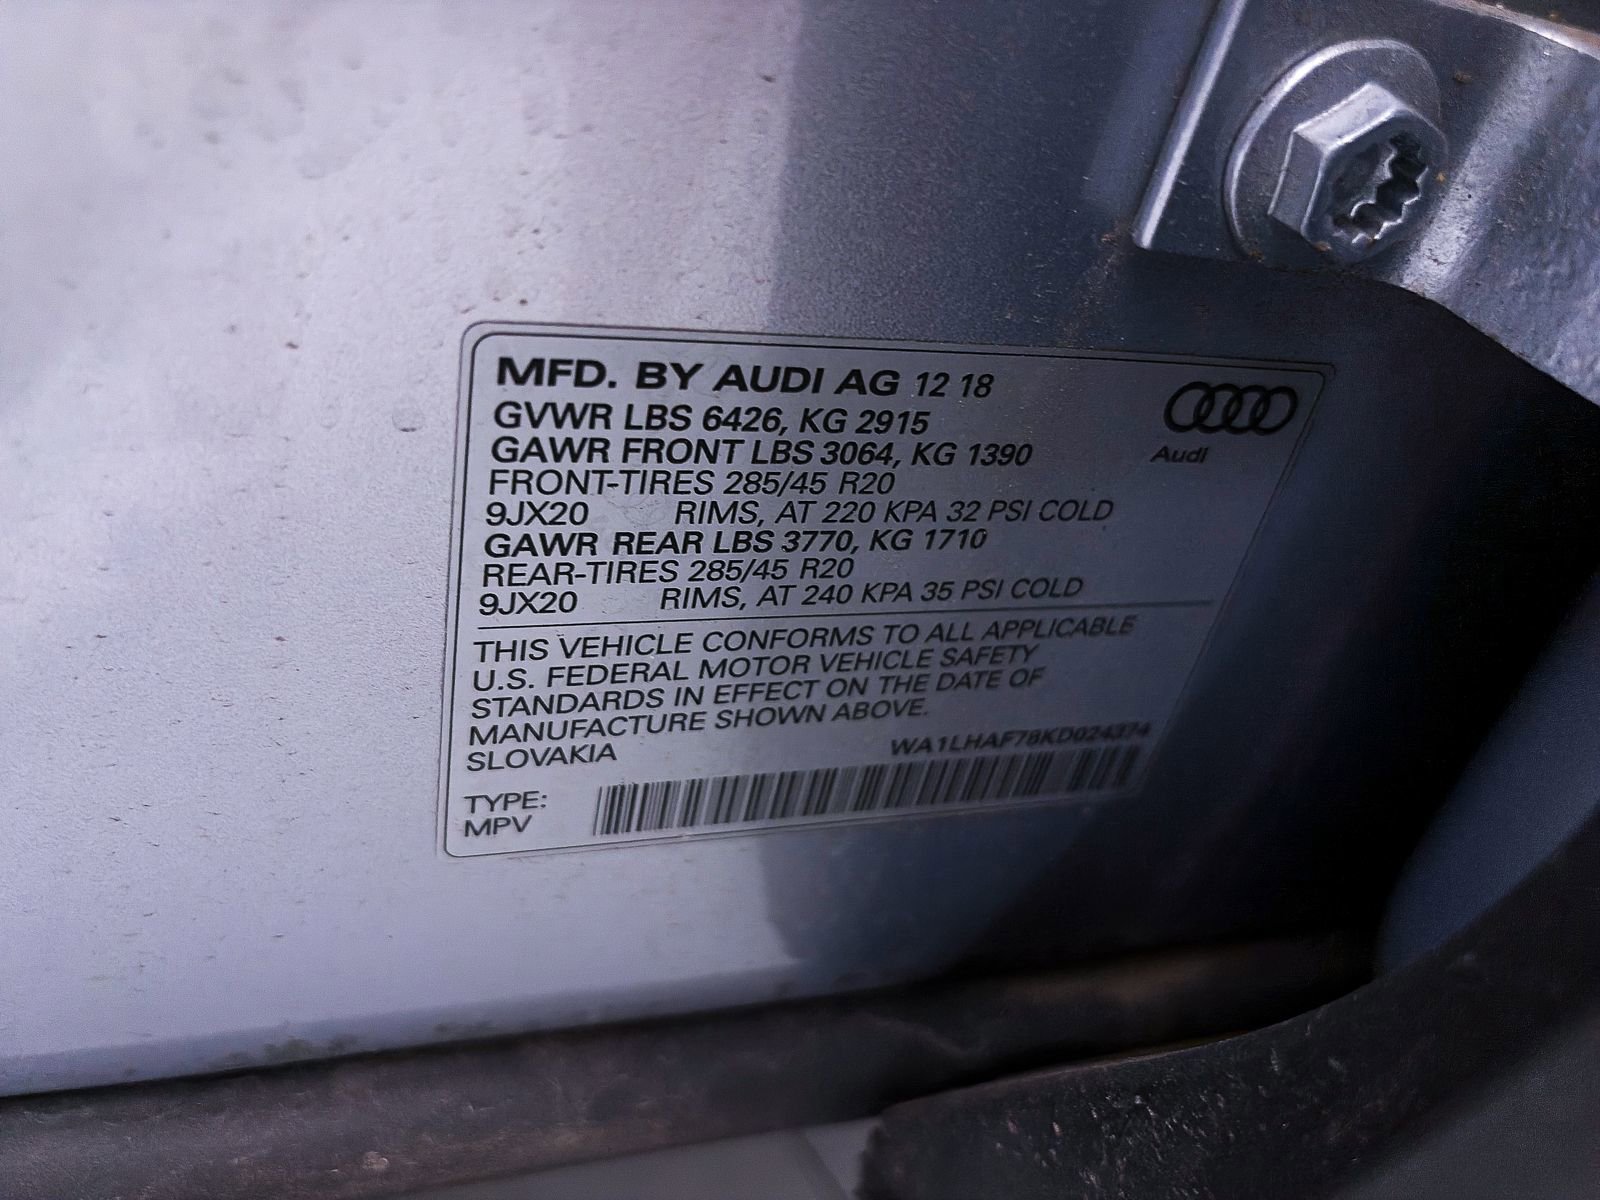 MFD. BY AUDI AG 12 18
GVWR LBS 6426, KG 2915
GAWR FRONT LBS 3064, KG 1390
FRONT-TIRES 285/45 R20
9JX20 RIMS, AT 220 KPA 32 PSI COLD
GAWR REAR LBS 3770, KG 1710
REAR-TIRES 285/45 R20
9JX20 RIMS, AT 240 KPA 35 PSI COLD
Audi
THIS VEHICLE CONFORMS TO ALL APPLICABLE
U.S. FEDERAL MOTOR VEHICLE SAFETY
STANDARDS IN EFFECT ON THE DATE OF
MANUFACTURE SHOWN ABOVE.
SLOVAKIA
TYPE:
MPV